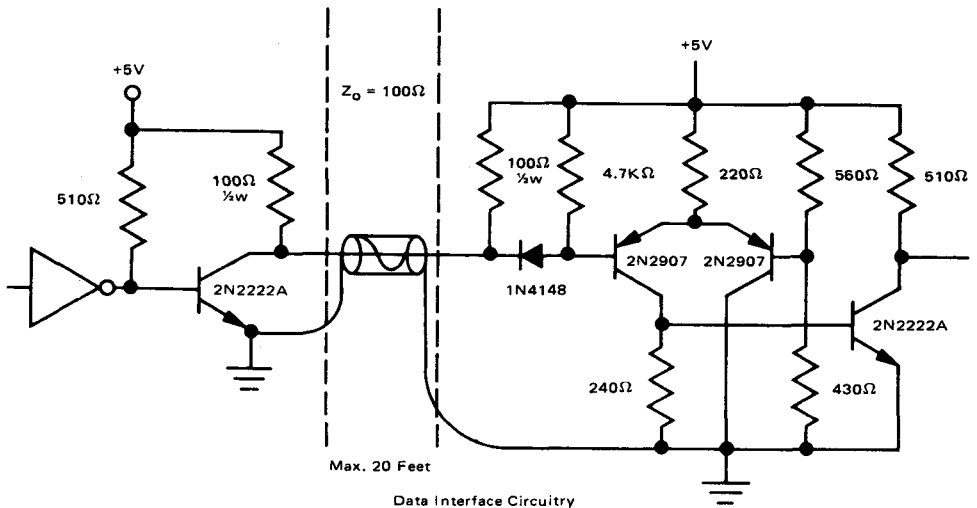 +5V
+5V
Zo = 100Ω
510Ω
100Ω
½w
100Ω
½w
4.7KΩ
220Ω
560Ω
510Ω
2N2222A
1N4148
2N2907
2N2907
2N2222A
240Ω
430Ω
Max. 20 Feet
Data Interface Circuitry